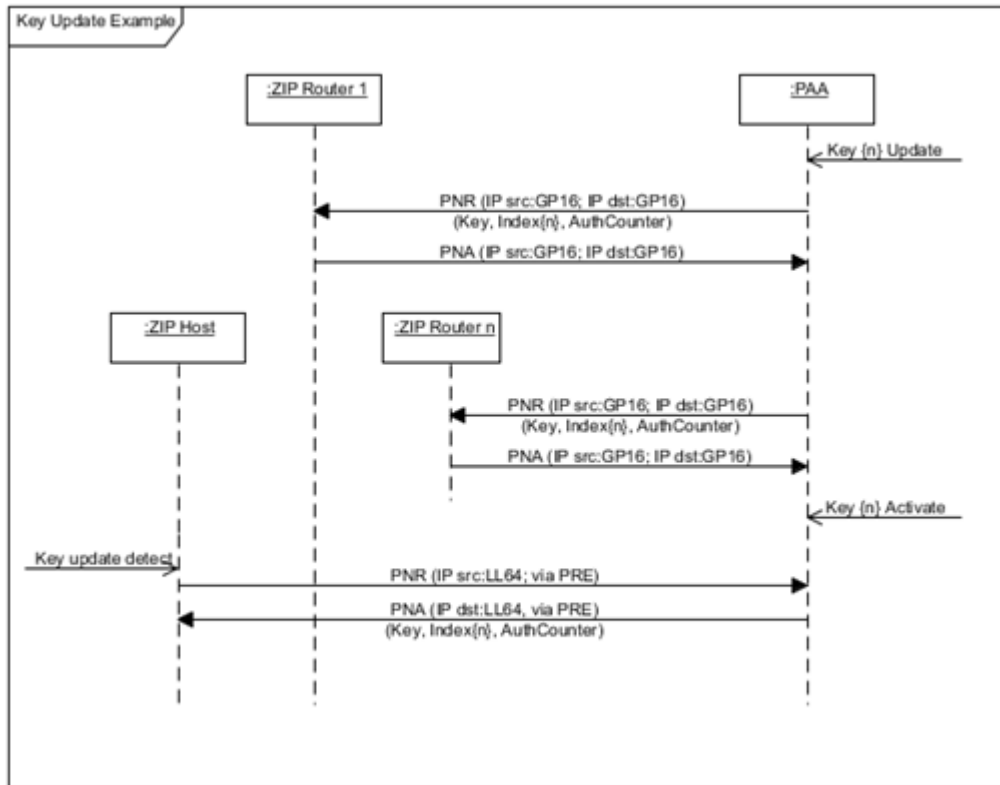 Key Update Example
:ZIP Router 1
:PAA
Key {n} Update
PNR (IP src:GP16; IP dst:GP16)
(Key, Index{n}, AuthCounter)
PNA (IP src:GP16; IP dst:GP16)
:ZIP Host
:ZIP Router n
PNR (IP src:GP16; IP dst:GP16)
(Key, Index{n}, AuthCounter)
PNA (IP src:GP16; IP dst:GP16)
Key {n} Activate
Key update detect
PNR (IP src:LL64; via PRE)
PNA (IP dst:LL64, via PRE)
(Key, Index{n}, AuthCounter)